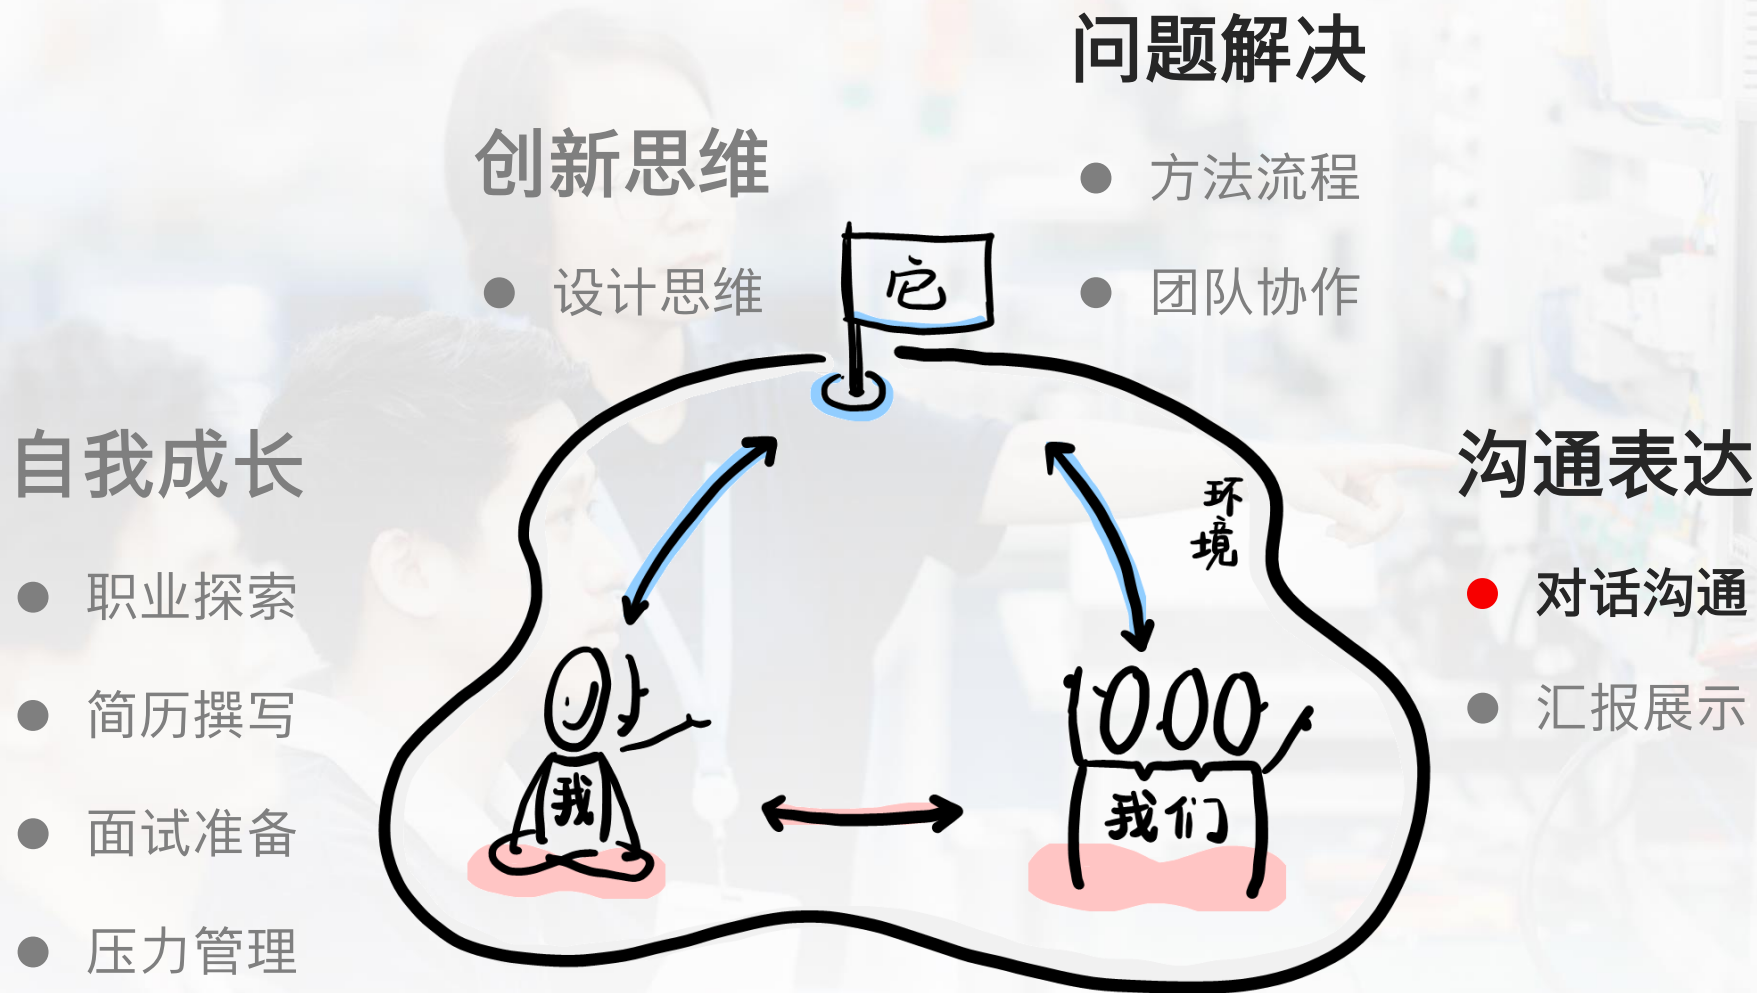 问题解决
方法流程
团队协作
创新思维
设计思维
它
自我成长
职业探索
简历撰写
面试准备
压力管理
环境
我
我们
沟通表达
对话沟通
汇报展示